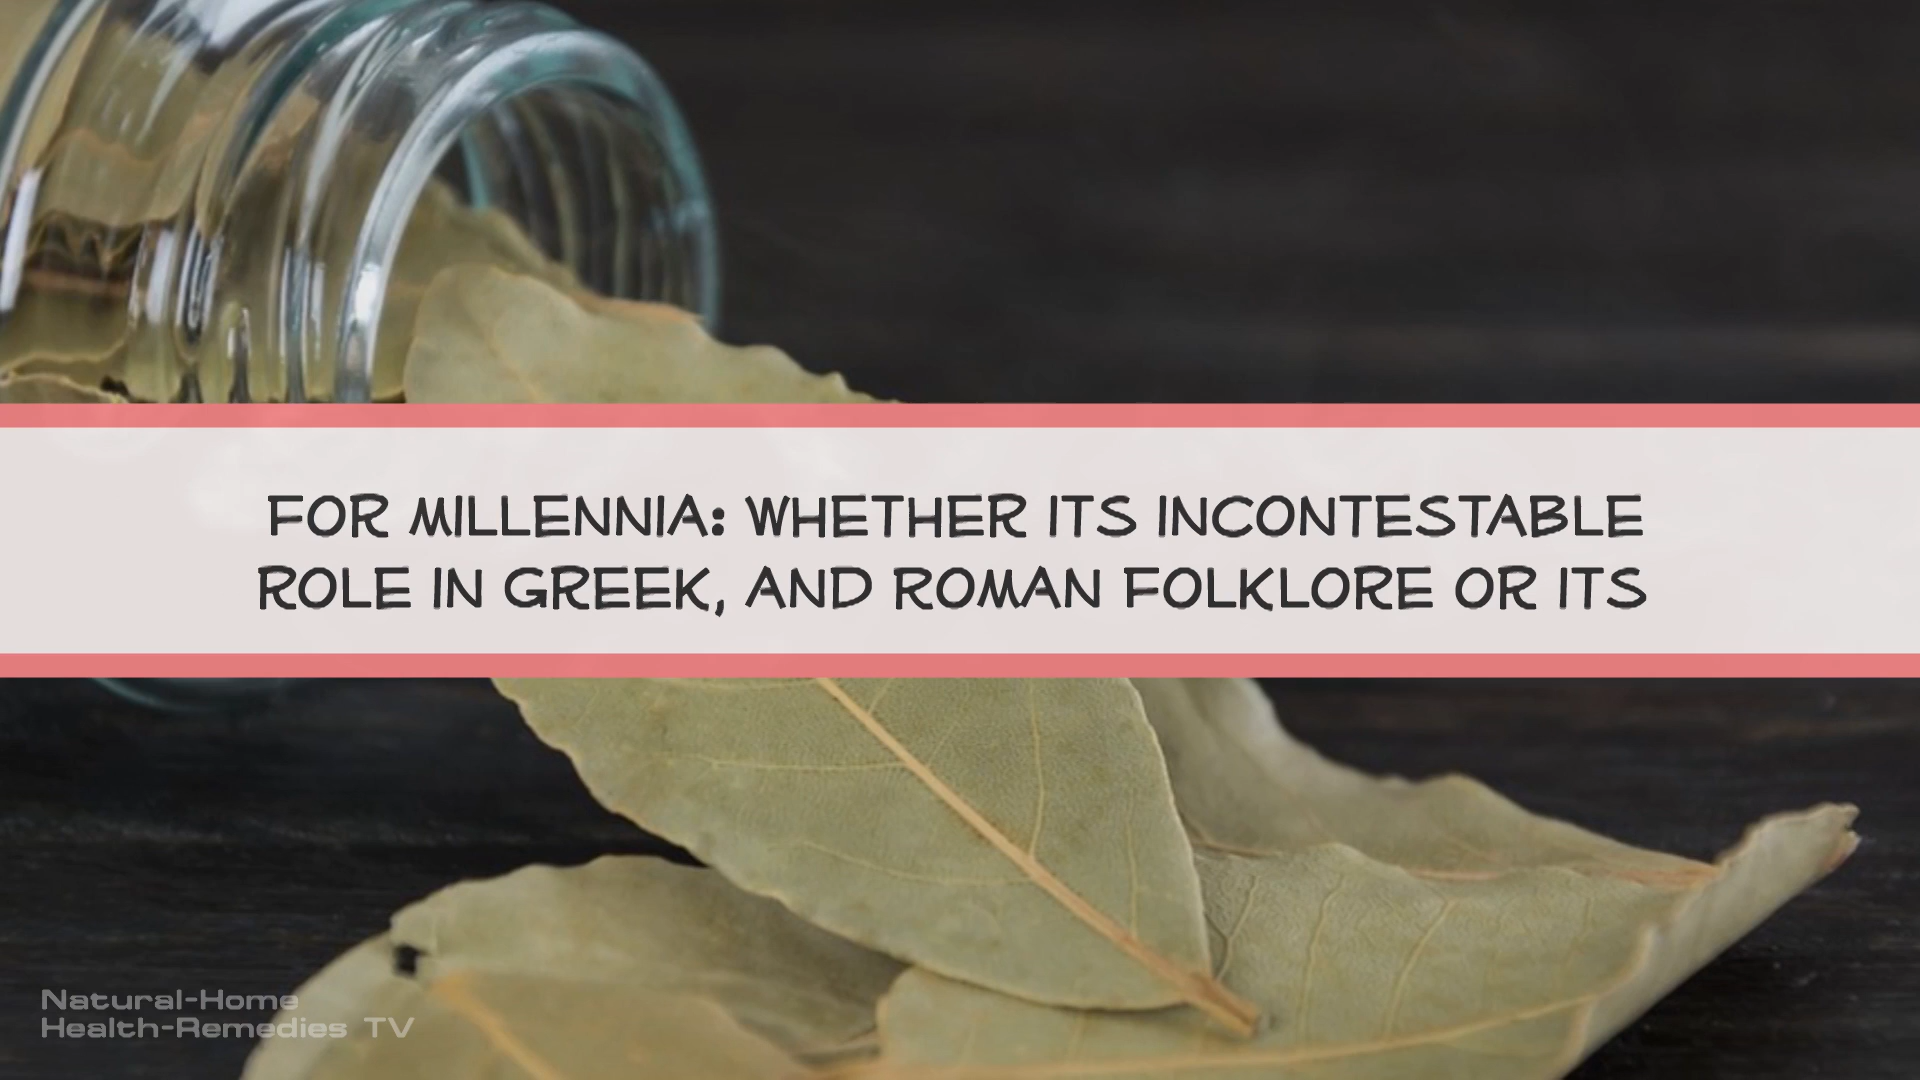 FOR MILLENNIA: WHETHER ITS INCONTESTABLE
ROLE IN GREEK, AND ROMAN FOLKLORE OR ITS
Natural-Home
Health-Remedies TV